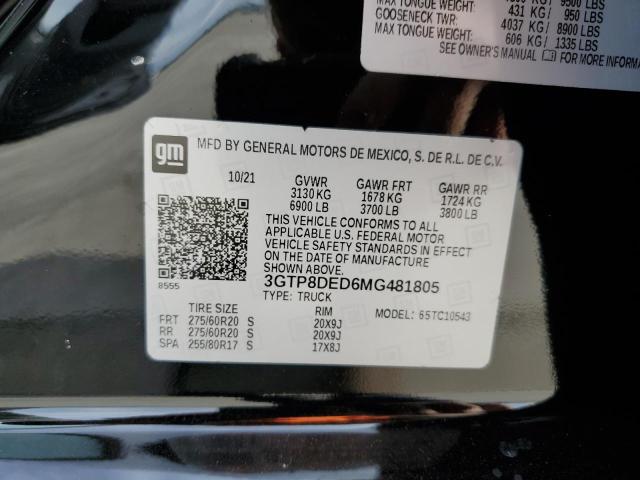 9500 LBS
MAX TONGUE WEIGHT:
431 KG / 950 LBS
GOOSENECK TWR:
4037 KG / 8900 LBS
MAX TONGUE WEIGHT:
606 KG / 1335 LBS
SEE OWNER'S MANUAL FOR MORE INFORM
gm
MFD BY GENERAL MOTORS DE MEXICO, S. DE R.L. DE C.V.
10/21 GVWR GAWR FRT GAWR RR
3130 KG 1678 KG 1724 KG
6900 LB 3700 LB 3800 LB
THIS VEHICLE CONFORMS TO ALL
APPLICABLE U.S. FEDERAL MOTOR
VEHICLE SAFETY STANDARDS IN EFFECT
ON THE DATE OF MANUFACTURE
SHOWN ABOVE.
3GTP8DED6MG481805
8555
TYPE: TRUCK
TIRE SIZE RIM MODEL: 65TC10543
FRT 275/60R20 S 20X9J
RR 275/60R20 S 20X9J
SPA 255/80R17 S 17X8J